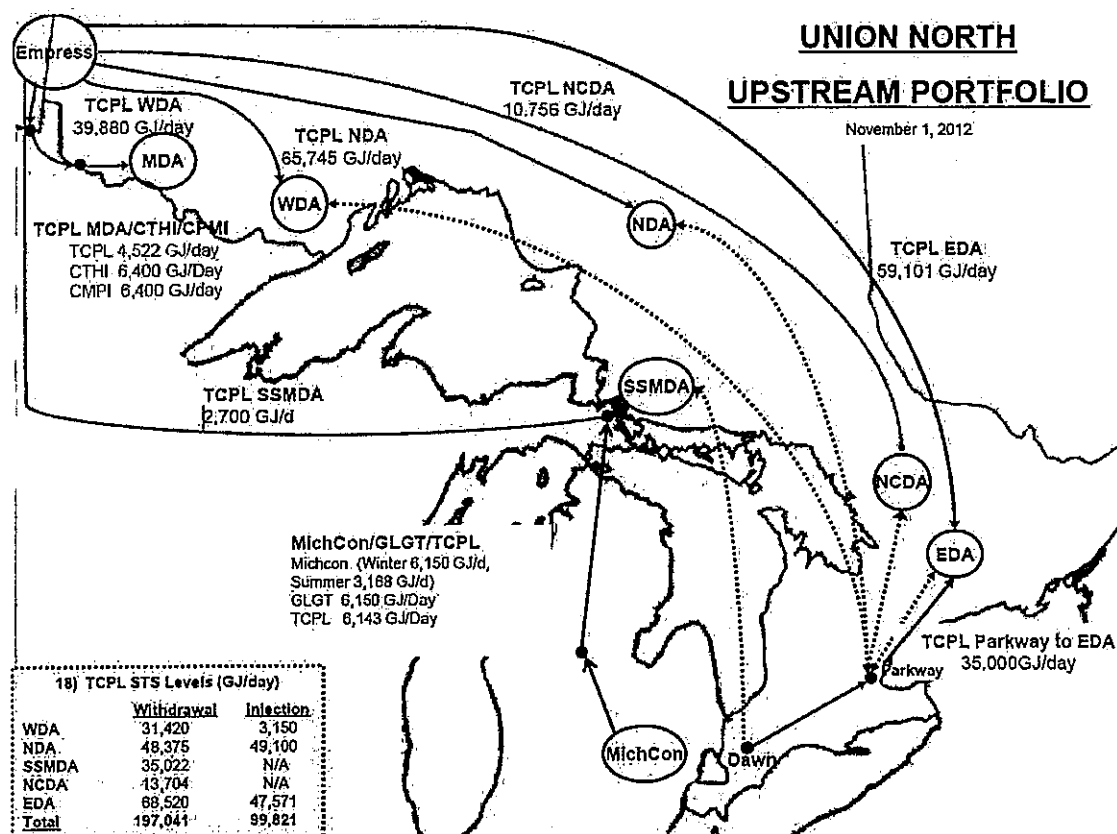 UNION NORTH
UPSTREAM PORTFOLIO
November 1, 2012
Empress
TCPL WDA
39,880 GJ/day
MDA
TCPL NDA
65,745 GJ/day
WDA
TCPL NCDA
10,756 GJ/day
NDA
TCPL EDA
59,101 GJ/day
TCPL MDA/CTHI/CPMI
TCPL 4,522 GJ/day
CTHI 6,400 GJ/Day
CMPI 6,400 GJ/day
TCPL SSMDA
2,700 GJ/d
SSMDA
NCDA
EDA
MichCon/GLGT/TCPL
Michcon (Winter 6,150 GJ/d,
Summer 3,168 GJ/d)
GLGT 6,150 GJ/Day
TCPL 6,143 GJ/Day
TCPL Parkway to EDA
35,000GJ/day
Parkway
MichCon
Dawn
18) TCPL STS Levels (GJ/day)
Withdrawal Injection
WDA 31,420 3,150
NDA 48,375 49,100
SSMDA 35,022 N/A
NCDA 13,704 N/A
EDA 68,520 47,571
Total 197,041 99,821